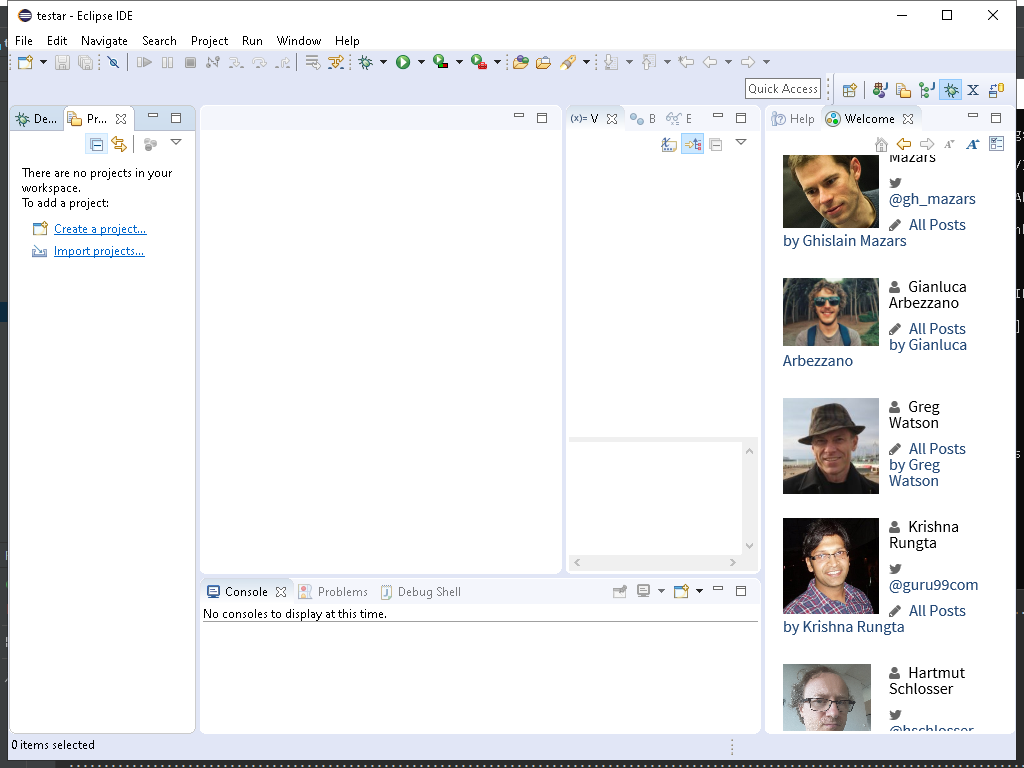 testar - Eclipse IDE
File Edit Navigate Search Project Run Window Help
Quick Access
De...
Pr...
There are no projects in your
workspace.
To add a project:
Create a project...
Import projects...
(x)= V
B
E
Help
Welcome
Mazars
@gh_mazars
All Posts
by Ghislain Mazars
Gianluca
Arbezzano
All Posts
by Gianluca
Arbezzano
Greg
Watson
All Posts
by Greg
Watson
Krishna
Rungta
@guru99com
All Posts
by Krishna Rungta
Hartmut
Schlosser
@hschlosser
Console
Problems
Debug Shell
No consoles to display at this time.
0 items selected